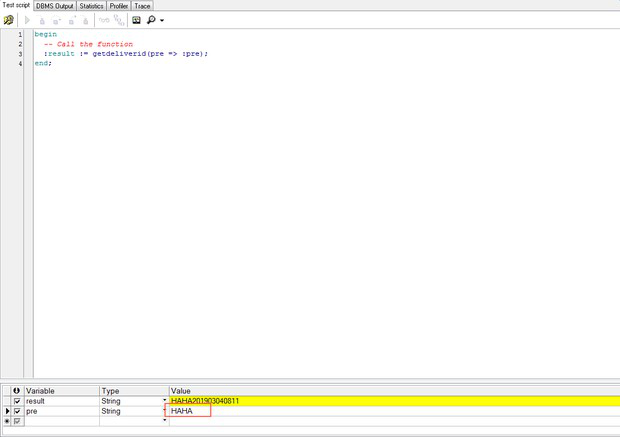 Test script DBMS Output Statistics Profiler Trace
1 begin
2 -- Call the function
3 :result := getdeliverid(pre => :pre);
4 end;
Variable Type Value
result String HAHA201903040811
pre String HAHA